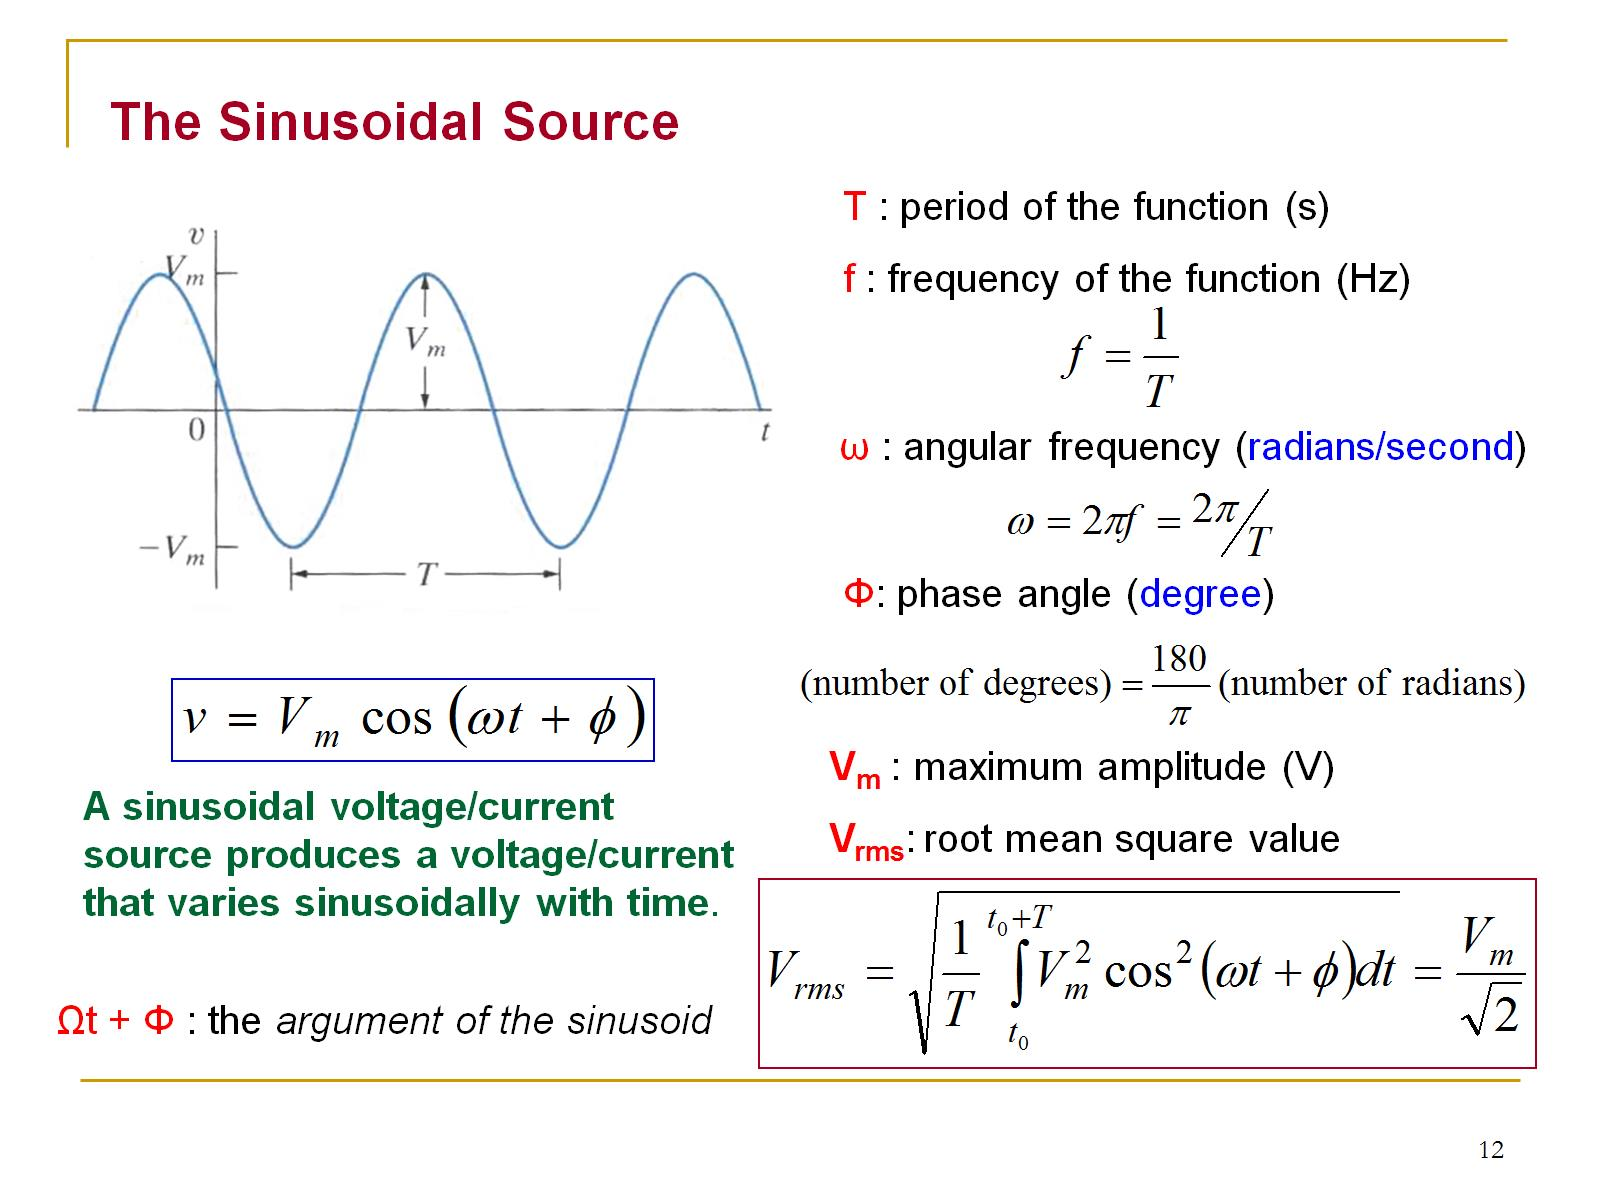 The Sinusoidal Source
v
Vm
Vm
0
t
−Vm
T
v = Vm cos (ωt + ϕ)
A sinusoidal voltage/current
source produces a voltage/current
that varies sinusoidally with time.
Ωt + Φ : the argument of the sinusoid
T : period of the function (s)
f : frequency of the function (Hz)
f = 1/T
ω : angular frequency (radians/second)
ω = 2πf = 2π/T
Φ: phase angle (degree)
(number of degrees) = 180/π (number of radians)
Vm : maximum amplitude (V)
Vrms: root mean square value
Vrms = √(1/T ∫_{t0}^{t0+T} Vm² cos² (ωt + ϕ)dt) = Vm/√2
12